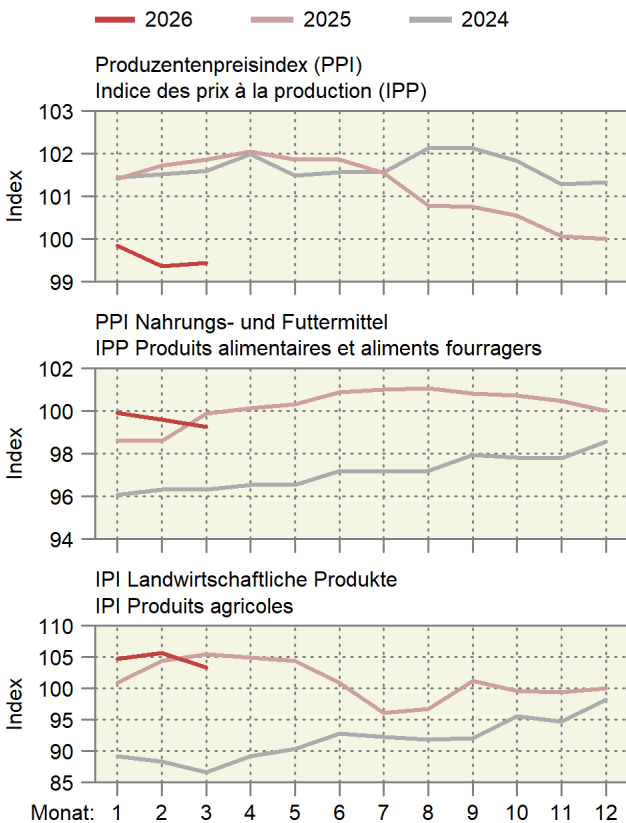 2026 2025 2024
Produzentenpreisindex (PPI)
Indice des prix à la production (IPP)
103
102
101
100
99
Index
PPI Nahrungs- und Futtermittel
IPP Produits alimentaires et aliments fourragers
102
100
98
96
94
Index
IPI Landwirtschaftliche Produkte
IPI Produits agricoles
110
105
100
95
90
85
Index
Monat: 1 2 3 4 5 6 7 8 9 10 11 12